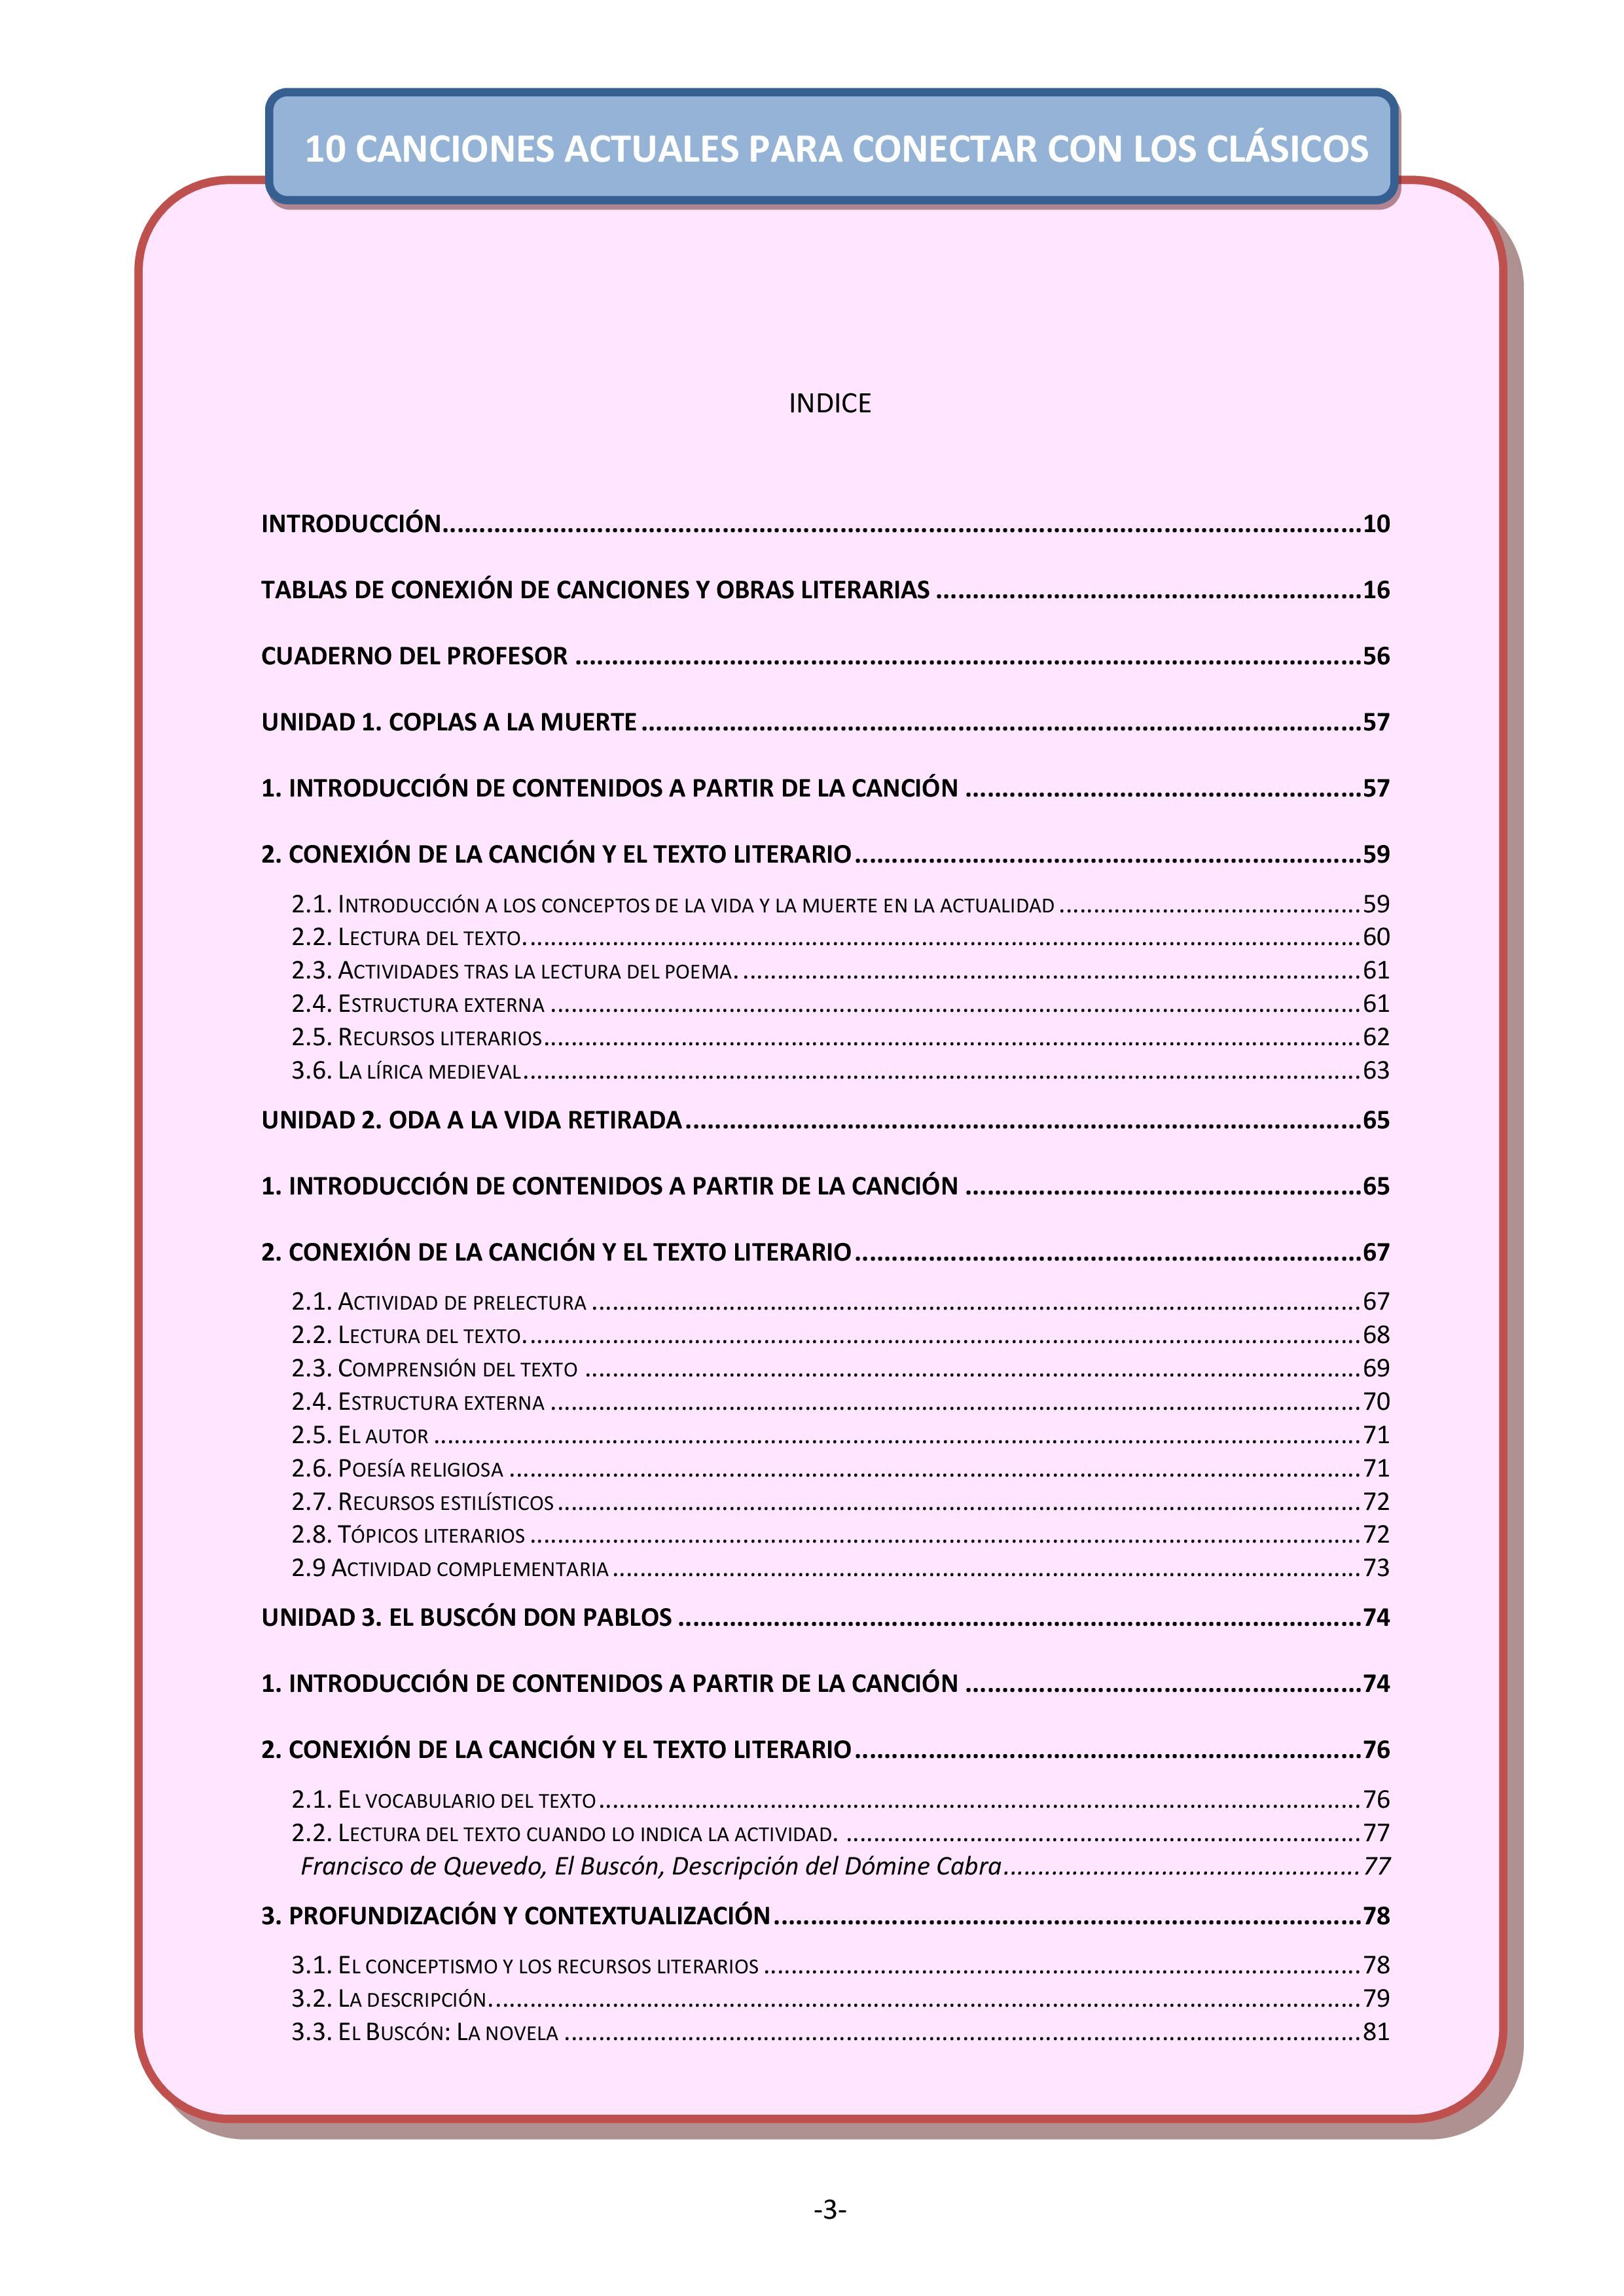 10 CANCIONES ACTUALES PARA CONECTAR CON LOS CLÁSICOS
INDICE
INTRODUCCIÓN....................10
TABLAS DE CONEXIÓN DE CANCIONES Y OBRAS LITERARIAS ....................16
CUADERNO DEL PROFESOR ....................56
UNIDAD 1. COPLAS A LA MUERTE ....................57
1. INTRODUCCIÓN DE CONTENIDOS A PARTIR DE LA CANCIÓN ....................57
2. CONEXIÓN DE LA CANCIÓN Y EL TEXTO LITERARIO ....................59
2.1. INTRODUCCIÓN A LOS CONCEPTOS DE LA VIDA Y LA MUERTE EN LA ACTUALIDAD ....................59
2.2. LECTURA DEL TEXTO. ....................60
2.3. ACTIVIDADES TRAS LA LECTURA DEL POEMA. ....................61
2.4. ESTRUCTURA EXTERNA ....................61
2.5. RECURSOS LITERARIOS ....................62
3.6. LA LÍRICA MEDIEVAL ....................63
UNIDAD 2. ODA A LA VIDA RETIRADA ....................65
1. INTRODUCCIÓN DE CONTENIDOS A PARTIR DE LA CANCIÓN ....................65
2. CONEXIÓN DE LA CANCIÓN Y EL TEXTO LITERARIO ....................67
2.1. ACTIVIDAD DE PRELECTURA ....................67
2.2. LECTURA DEL TEXTO. ....................68
2.3. COMPRENSIÓN DEL TEXTO ....................69
2.4. ESTRUCTURA EXTERNA ....................70
2.5. EL AUTOR ....................71
2.6. POESÍA RELIGIOSA ....................71
2.7. RECURSOS ESTILÍSTICOS ....................72
2.8. TÓPICOS LITERARIOS ....................72
2.9 ACTIVIDAD COMPLEMENTARIA ....................73
UNIDAD 3. EL BUSCÓN DON PABLOS ....................74
1. INTRODUCCIÓN DE CONTENIDOS A PARTIR DE LA CANCIÓN ....................74
2. CONEXIÓN DE LA CANCIÓN Y EL TEXTO LITERARIO ....................76
2.1. EL VOCABULARIO DEL TEXTO ....................76
2.2. LECTURA DEL TEXTO CUANDO LO INDICA LA ACTIVIDAD. ....................77
Francisco de Quevedo, El Buscón, Descripción del Dómine Cabra ....................77
3. PROFUNDIZACIÓN Y CONTEXTUALIZACIÓN ....................78
3.1. EL CONCEPTISMO Y LOS RECURSOS LITERARIOS ....................78
3.2. LA DESCRIPCIÓN. ....................79
3.3. EL BUSCÓN: LA NOVELA ....................81
-3-